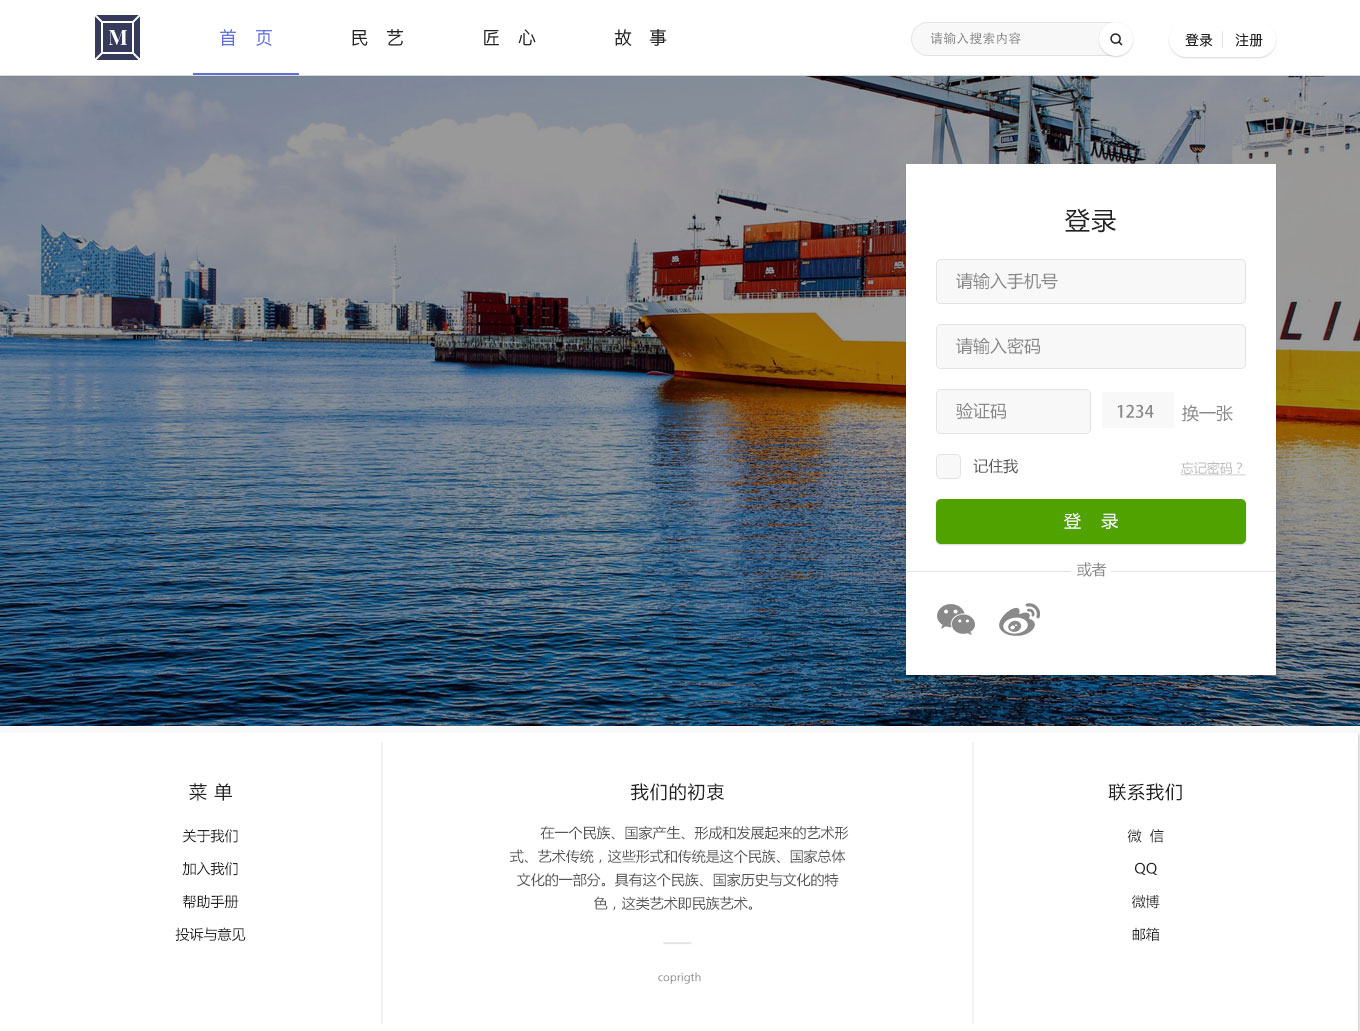 M
首 页
民 艺
匠 心
故 事
请输入搜索内容
登录
注册
登录
请输入手机号
请输入密码
验证码
1234
换一张
记住我
忘记密码？
登 录
或者
菜 单
关于我们
加入我们
帮助手册
投诉与意见
我们的初衷
在一个民族、国家产生、形成和发展起来的艺术形
式、艺术传统，这些形式和传统是这个民族、国家总体
文化的一部分。具有这个民族、国家历史与文化的特
色，这类艺术即民族艺术。
coprigth
联系我们
微 信
QQ
微博
邮箱